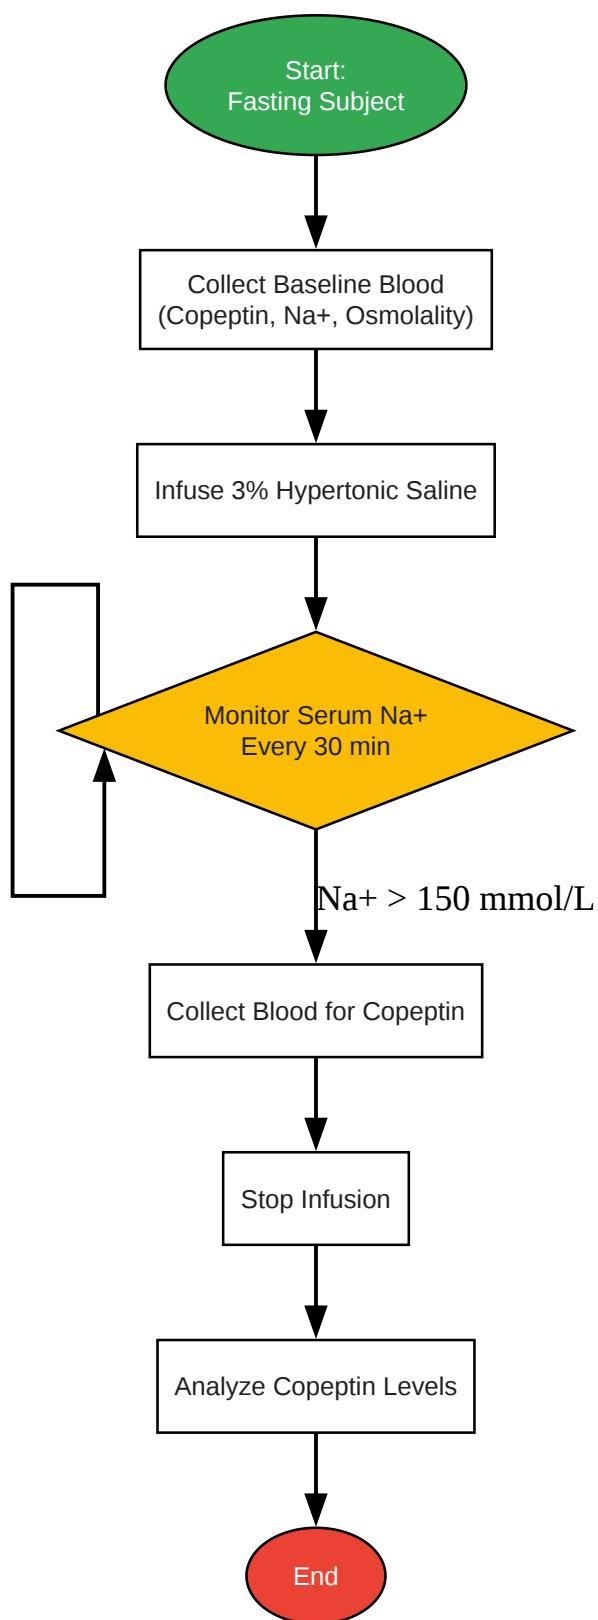 Start:
Fasting Subject
Collect Baseline Blood
(Copeptin, Na+, Osmolality)
Infuse 3% Hypertonic Saline
Monitor Serum Na+
Every 30 min
Na+ > 150 mmol/L
Collect Blood for Copeptin
Stop Infusion
Analyze Copeptin Levels
End